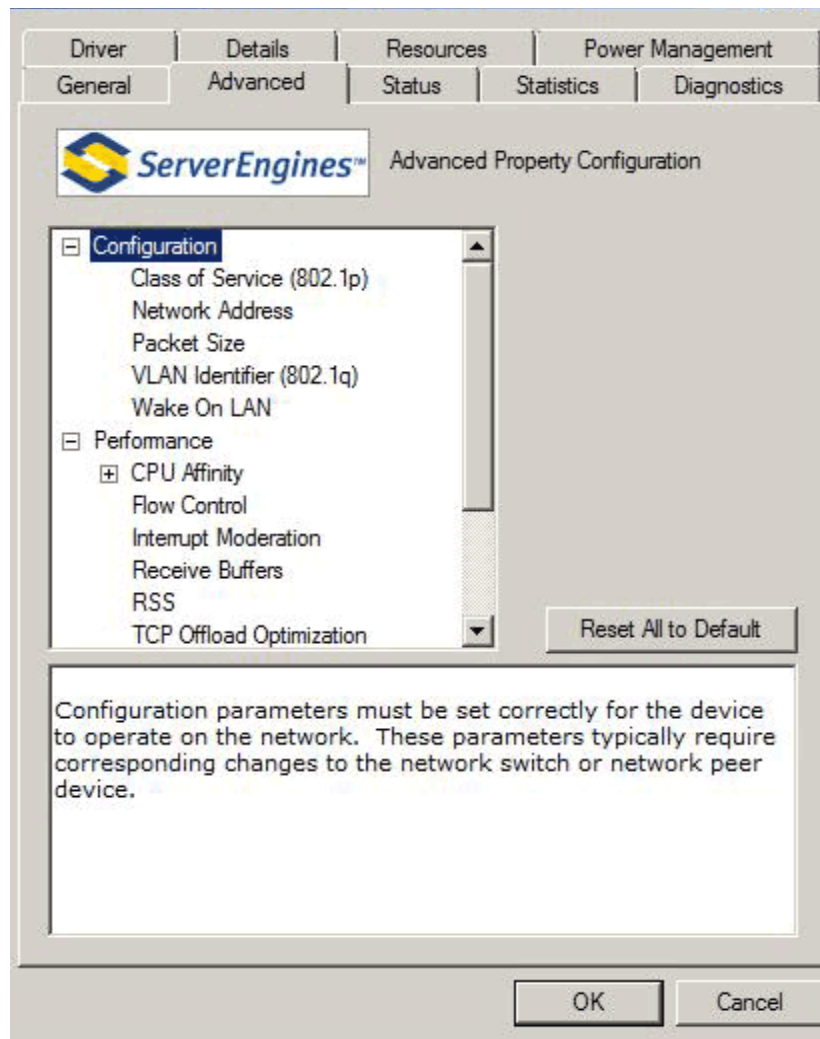 Driver Details Resources Power Management
General Advanced Status Statistics Diagnostics
ServerEngines™ Advanced Property Configuration
Configuration
Class of Service (802.1p)
Network Address
Packet Size
VLAN Identifier (802.1q)
Wake On LAN
Performance
CPU Affinity
Flow Control
Interrupt Moderation
Receive Buffers
RSS
TCP Offload Optimization
Reset All to Default
Configuration parameters must be set correctly for the device
to operate on the network. These parameters typically require
corresponding changes to the network switch or network peer
device.
OK Cancel